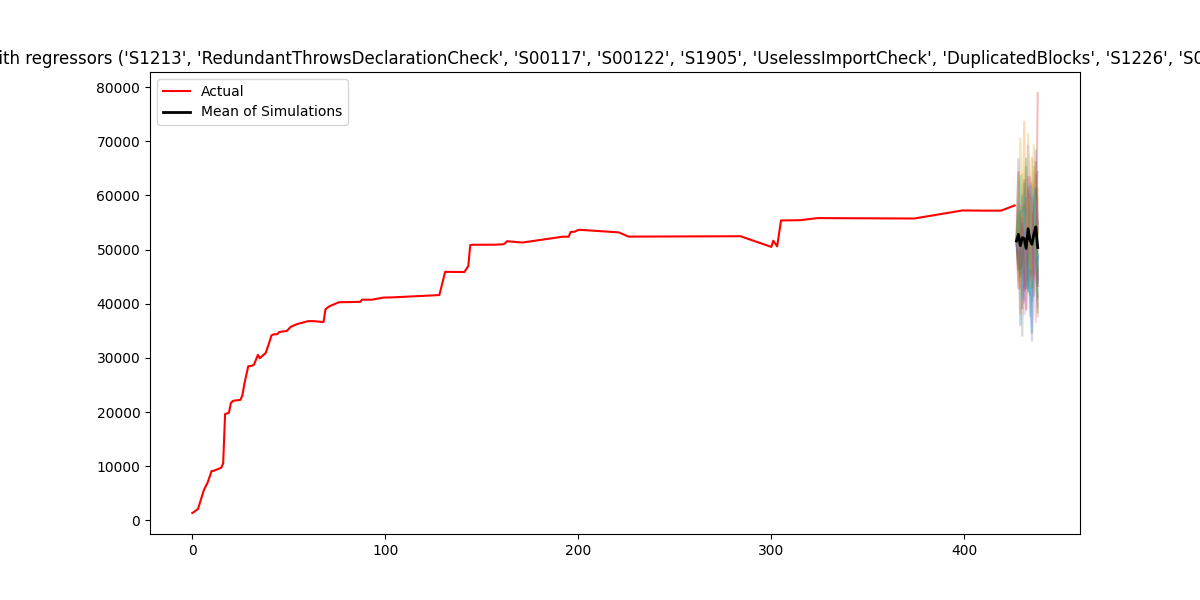 ith regressors ('S1213', 'RedundantThrowsDeclarationCheck', 'S00117', 'S00122', 'S1905', 'UselessImportCheck', 'DuplicatedBlocks', 'S1226', 'S0
Actual
Mean of Simulations
80000
70000
60000
50000
40000
30000
20000
10000
0
0 100 200 300 400